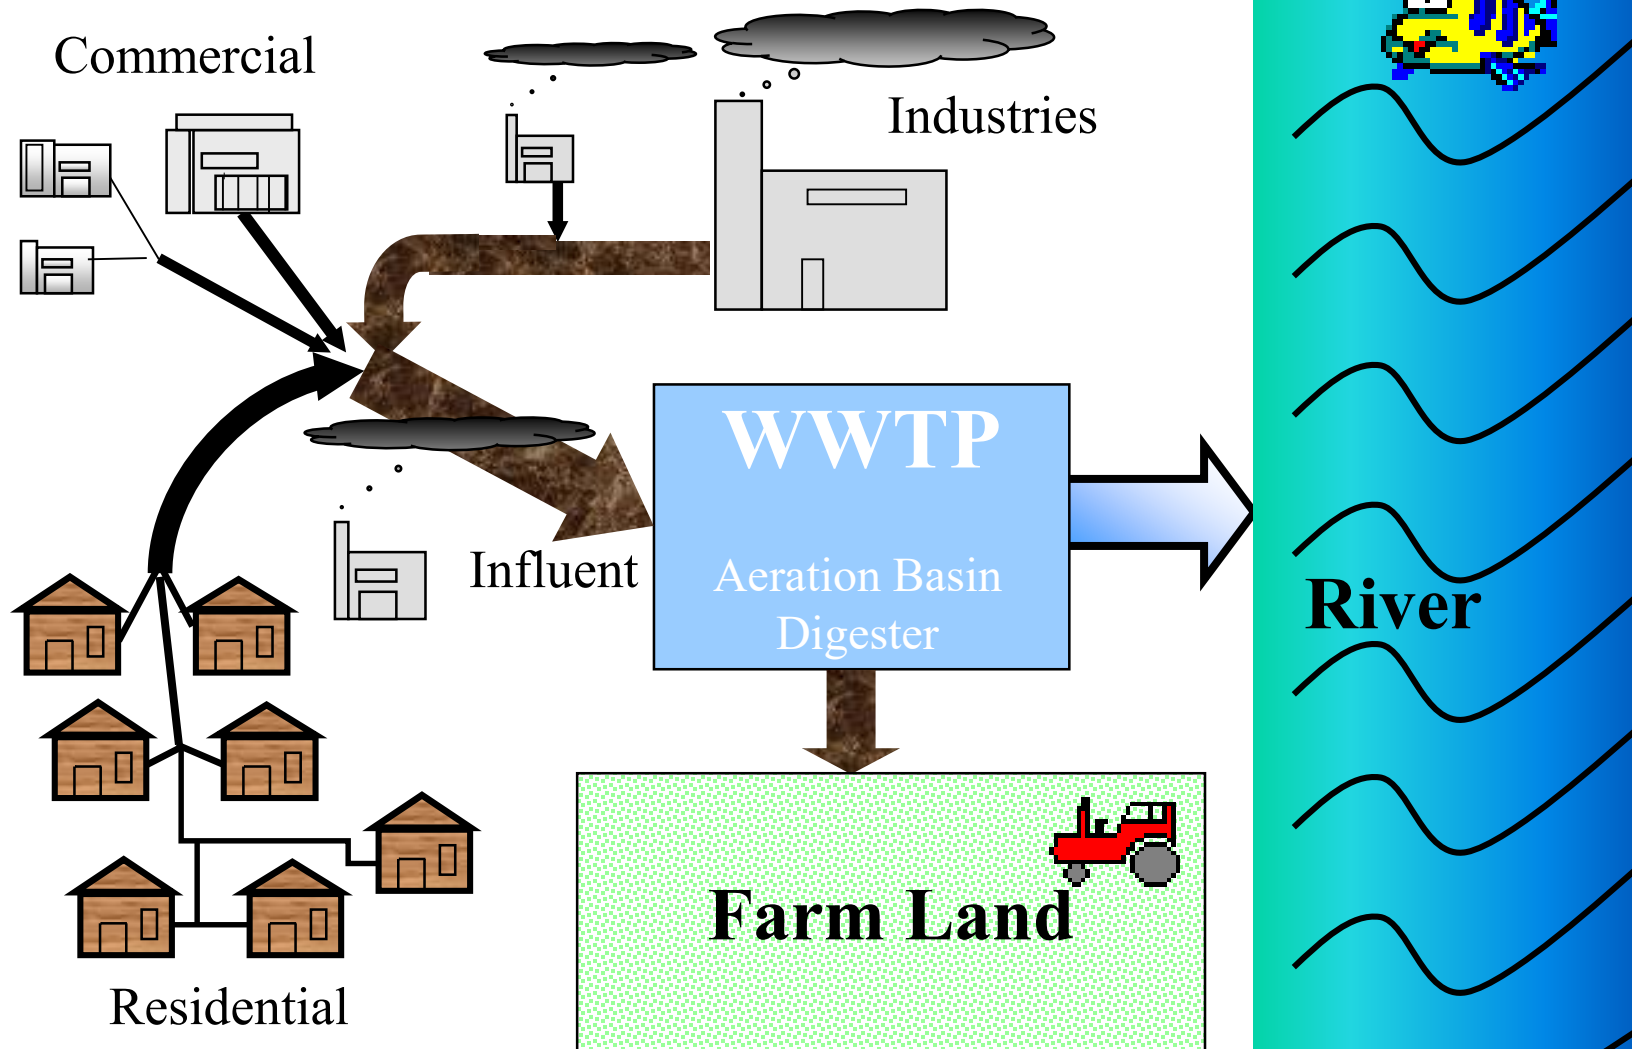 Commercial
Industries
WWTP
Influent
Aeration Basin
Digester
River
Farm Land
Residential